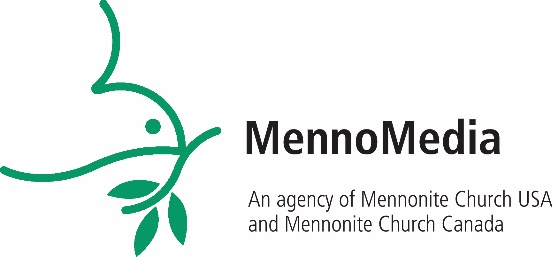 MennoMedia
An agency of Mennonite Church USA
and Mennonite Church Canada